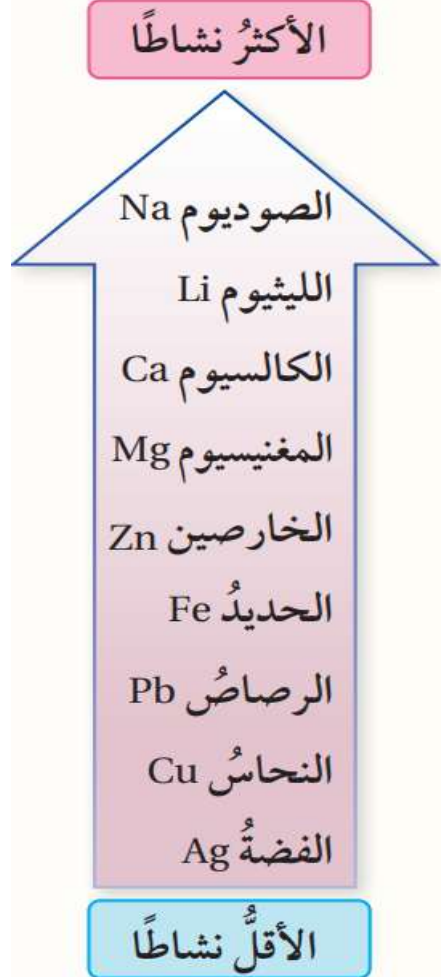 الأكثرُ نشاطًا
الصوديوم Na
الليثيوم Li
الكالسيوم Ca
المغنيسيوم Mg
الخارصين Zn
الحديدُ Fe
الرصاصُ Pb
النحاسُ Cu
الفضةُ Ag
الأقلُّ نشاطًا